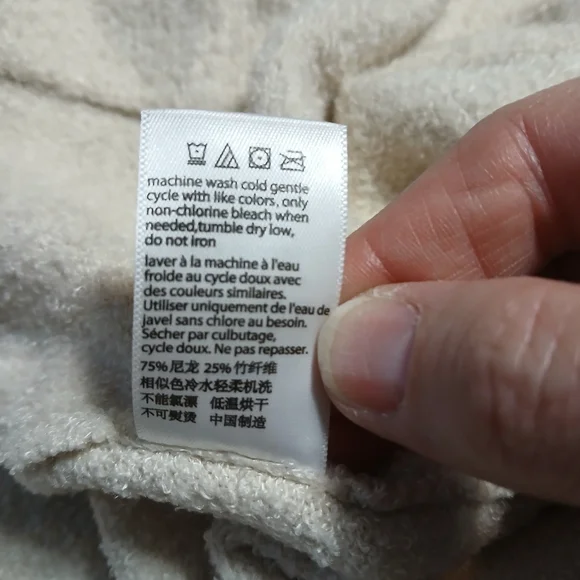 machine wash cold gentle
cycle with like colors, only
non-chlorine bleach when
needed,tumble dry low,
do not iron
laver à la machine à l'eau
froide au cycle doux avec
des couleurs similaires.
Utiliser uniquement de l'eau de
javel sans chlore au besoin.
Sécher par culbutage,
cycle doux. Ne pas repasser.
75% 尼龙 25% 竹纤维
相似色冷水轻柔机洗
不能氯漂 低温烘干
不可熨烫 中国制造